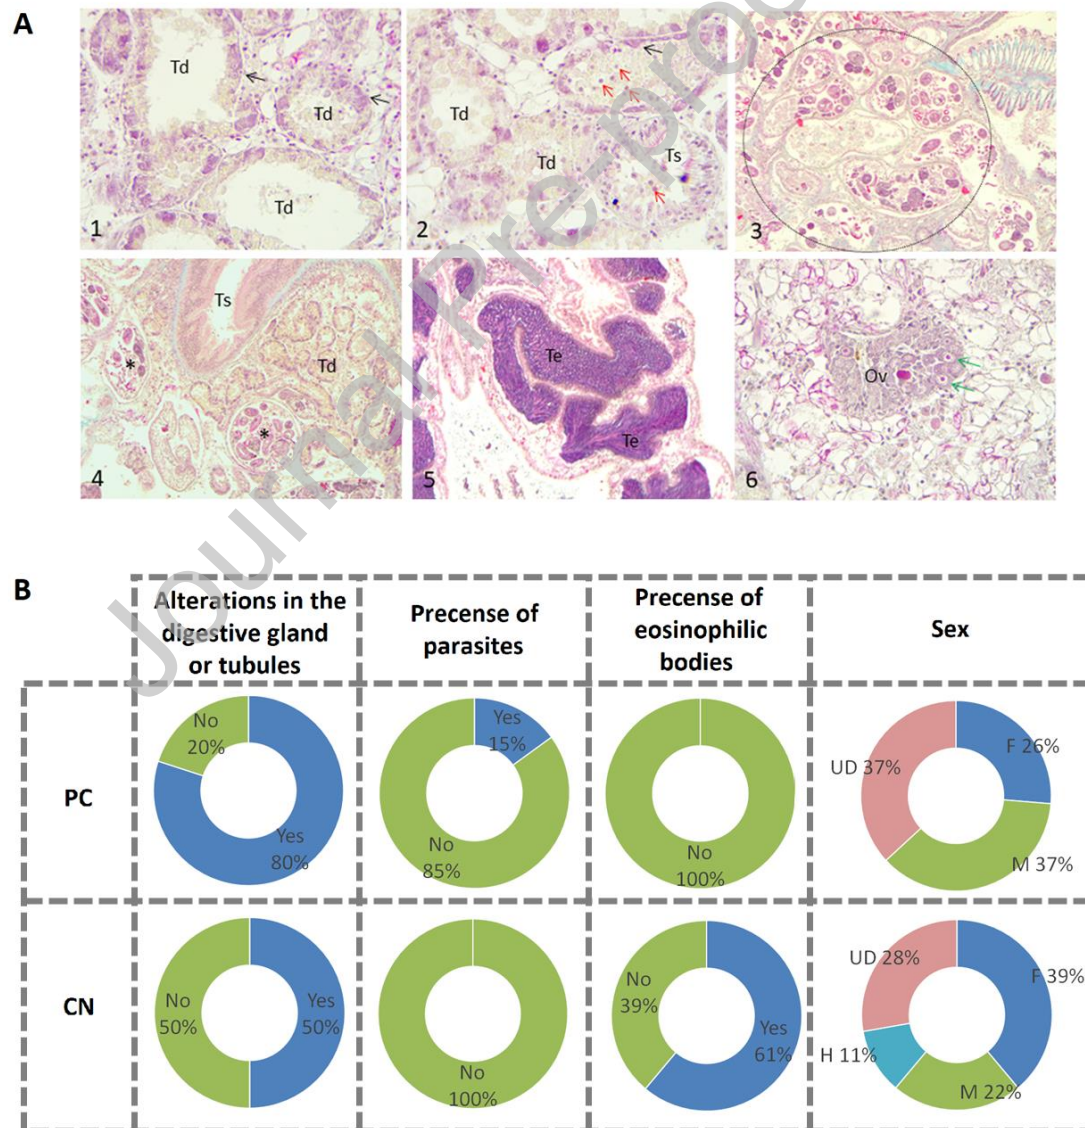 A
Td
Td
Td
1
Td
Td
Ts
2
3
Ts
Td
*
*
4
Te
Te
5
Ov
6
Journal Pre-proo
B
Alterations in the
digestive gland
or tubules
Precense of
parasites
Precense of
eosinophilic
bodies
Sex
PC
No
20%
Yes
80%
Yes
15%
No
85%
No
100%
UD 37%
F 26%
M 37%
CN
No
50%
Yes
50%
No
100%
No
39%
Yes
61%
UD 28%
F 39%
H 11%
M 22%